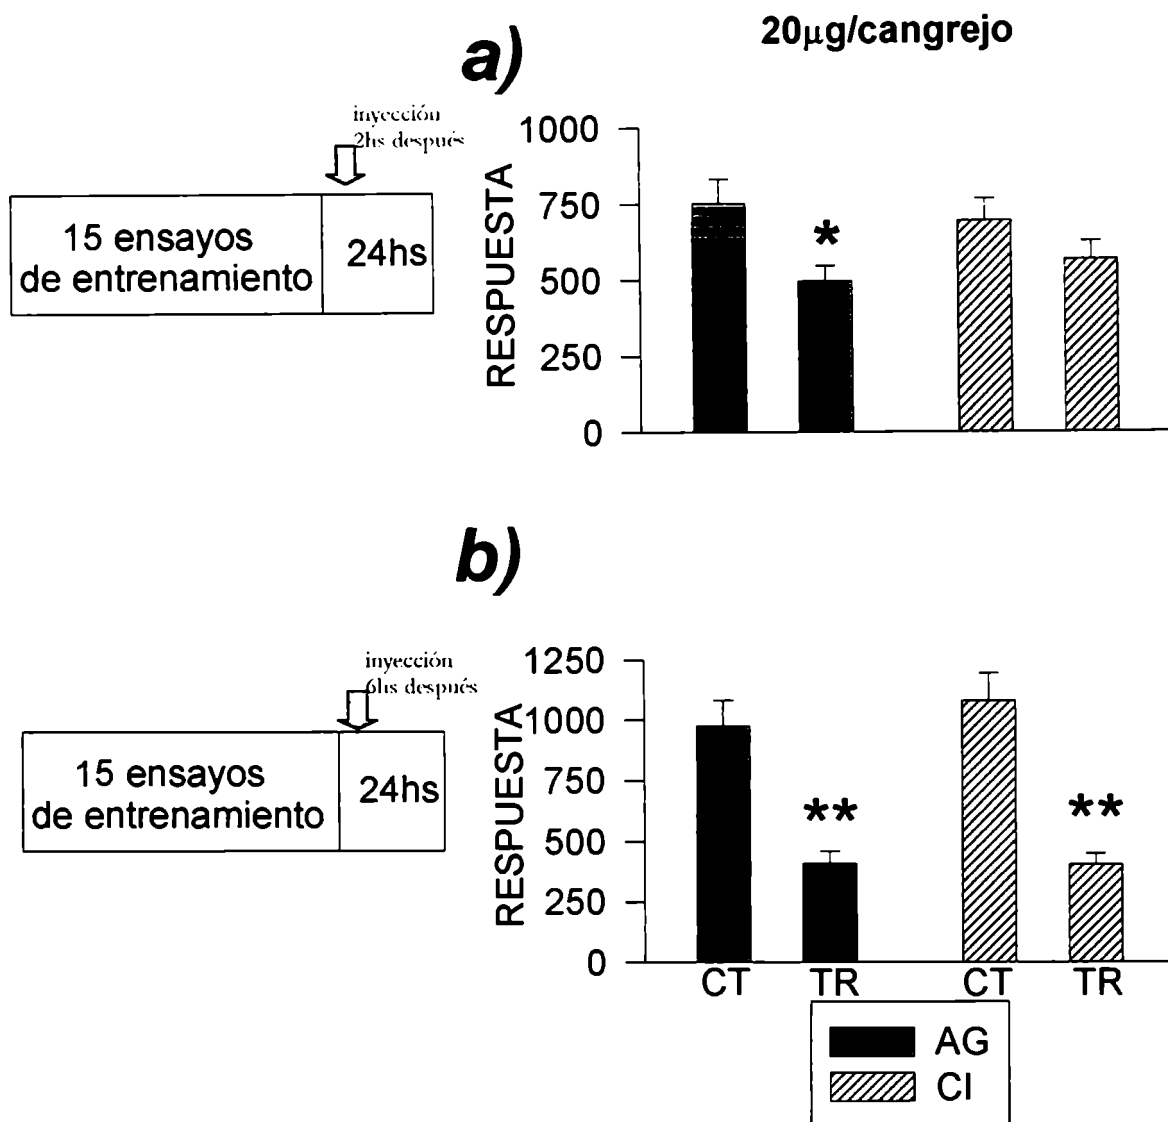 20µg/cangrejo
a)
inyección
2hs después
15 ensayos
de entrenamiento
24hs
RESPUESTA
1000
750
500
250
0
*
b)
inyección
6hs después
15 ensayos
de entrenamiento
24hs
RESPUESTA
1250
1000
750
500
250
0
**
**
CT
TR
CT
TR
AG
CI